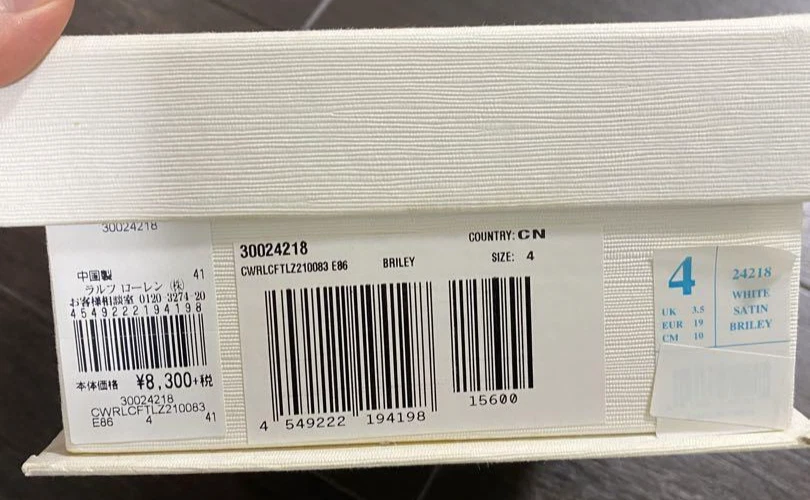 30024218
中国製 41
ラルフ ローレン (株)
お客様相談室 0120-3274-20
4549222194198
本体価格 ¥8,300+税
30024218
CWRLCFTLZ210083
E86 4 41
30024218
COUNTRY: CN
CWRLCFTLZ210083 E86 BRILEY
SIZE: 4
4 549222 194198
15600
4
UK 3.5
EUR 19
CM 10
24218
WHITE
SATIN
BRILEY